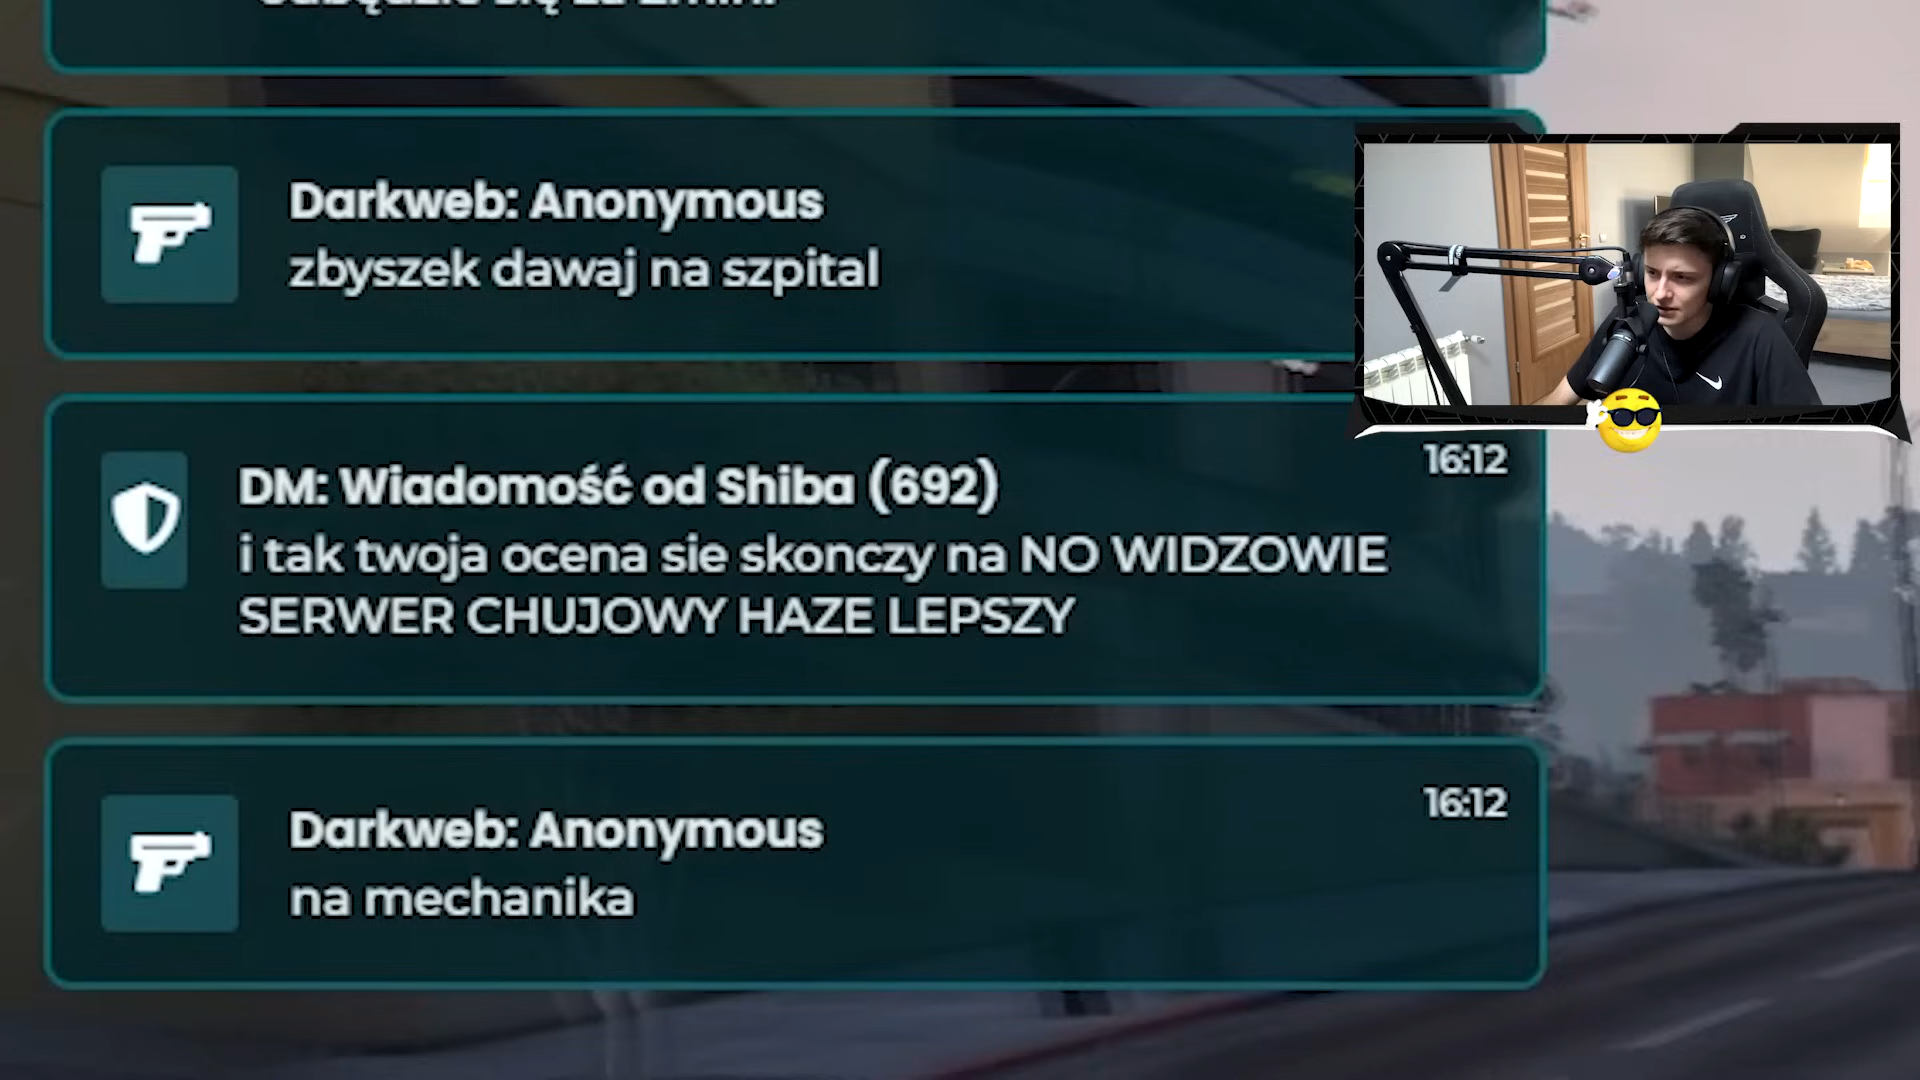 Darkweb: Anonymous
zbyszek dawaj na szpital
16:12
DM: Wiadomość od Shiba (692)
i tak twoja ocena sie skonczy na NO WIDZOWIE
SERWER CHUJOWY HAZE LEPSZY
16:12
Darkweb: Anonymous
na mechanika